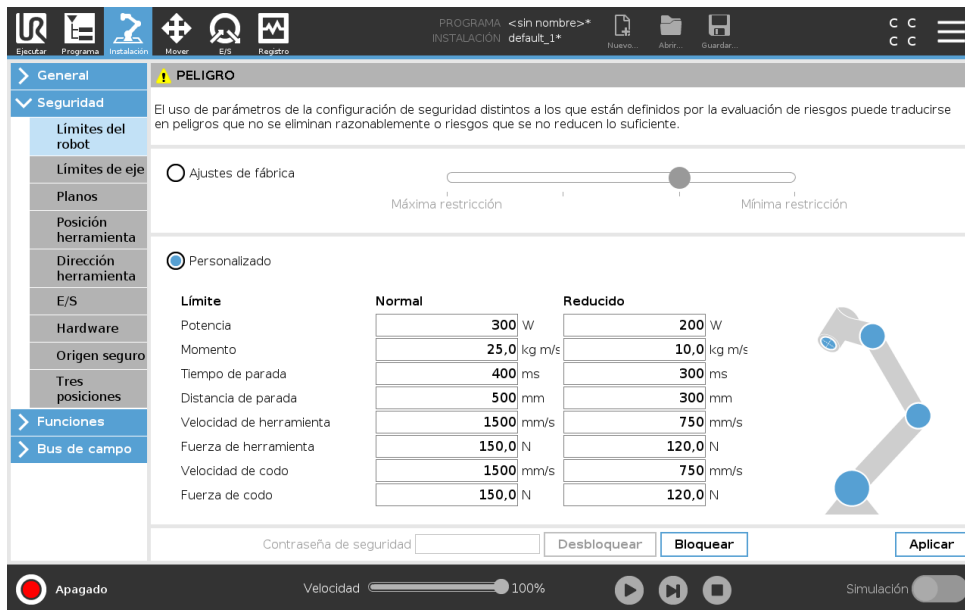 UR
PROGRAMA <sin nombre>*
INSTALACIÓN default_1*
Ejecutar Programa Instalación Mover E/S Registro
Nuevo... Abrir... Guardar...
C C
C C
General
Seguridad
Límites del
robot
Límites de eje
Planos
Posición
herramienta
Dirección
herramienta
E/S
Hardware
Origen seguro
Tres
posiciones
Funciones
Bus de campo
PELIGRO
El uso de parámetros de la configuración de seguridad distintos a los que están definidos por la evaluación de riesgos puede traducirse
en peligros que no se eliminan razonablemente o riesgos que se no reducen lo suficiente.
Ajustes de fábrica
Máxima restricción Mínima restricción
Personalizado
Límite Normal Reducido
Potencia 300 W 200 W
Momento 25,0 kg m/s 10,0 kg m/s
Tiempo de parada 400 ms 300 ms
Distancia de parada 500 mm 300 mm
Velocidad de herramienta 1500 mm/s 750 mm/s
Fuerza de herramienta 150,0 N 120,0 N
Velocidad de codo 1500 mm/s 750 mm/s
Fuerza de codo 150,0 N 120,0 N
Contraseña de seguridad Desbloquear Bloquear Aplicar
Apagado Velocidad 100% Simulación